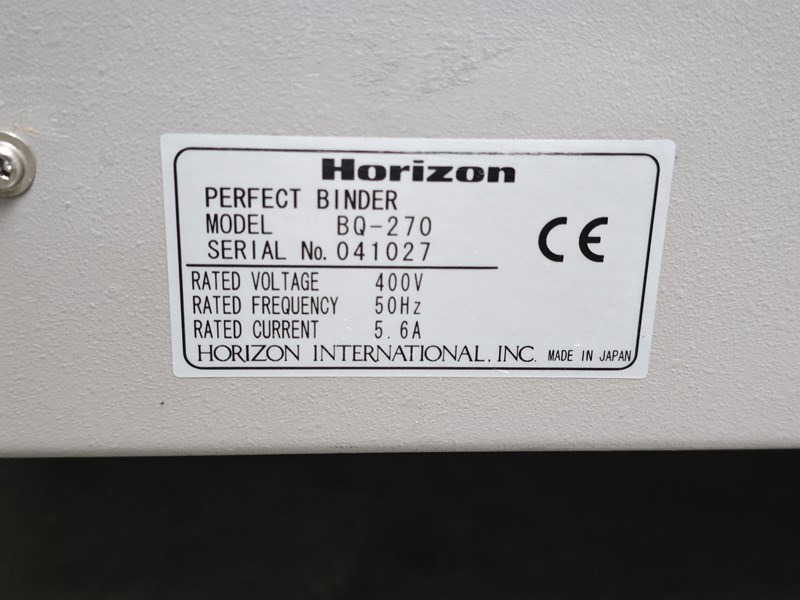 Horizon
PERFECT BINDER
MODEL BQ-270
SERIAL No. 041027
CE
RATED VOLTAGE 400V
RATED FREQUENCY 50Hz
RATED CURRENT 5.6A
HORIZON INTERNATIONAL. INC. MADE IN JAPAN